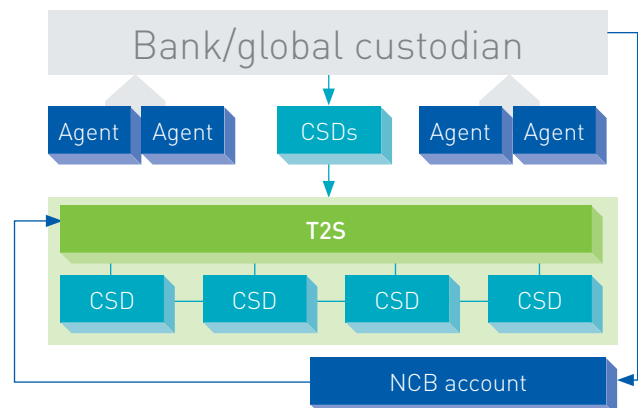 Bank/global custodian
Agent Agent CSDs Agent Agent
T2S
CSD CSD CSD CSD
NCB account